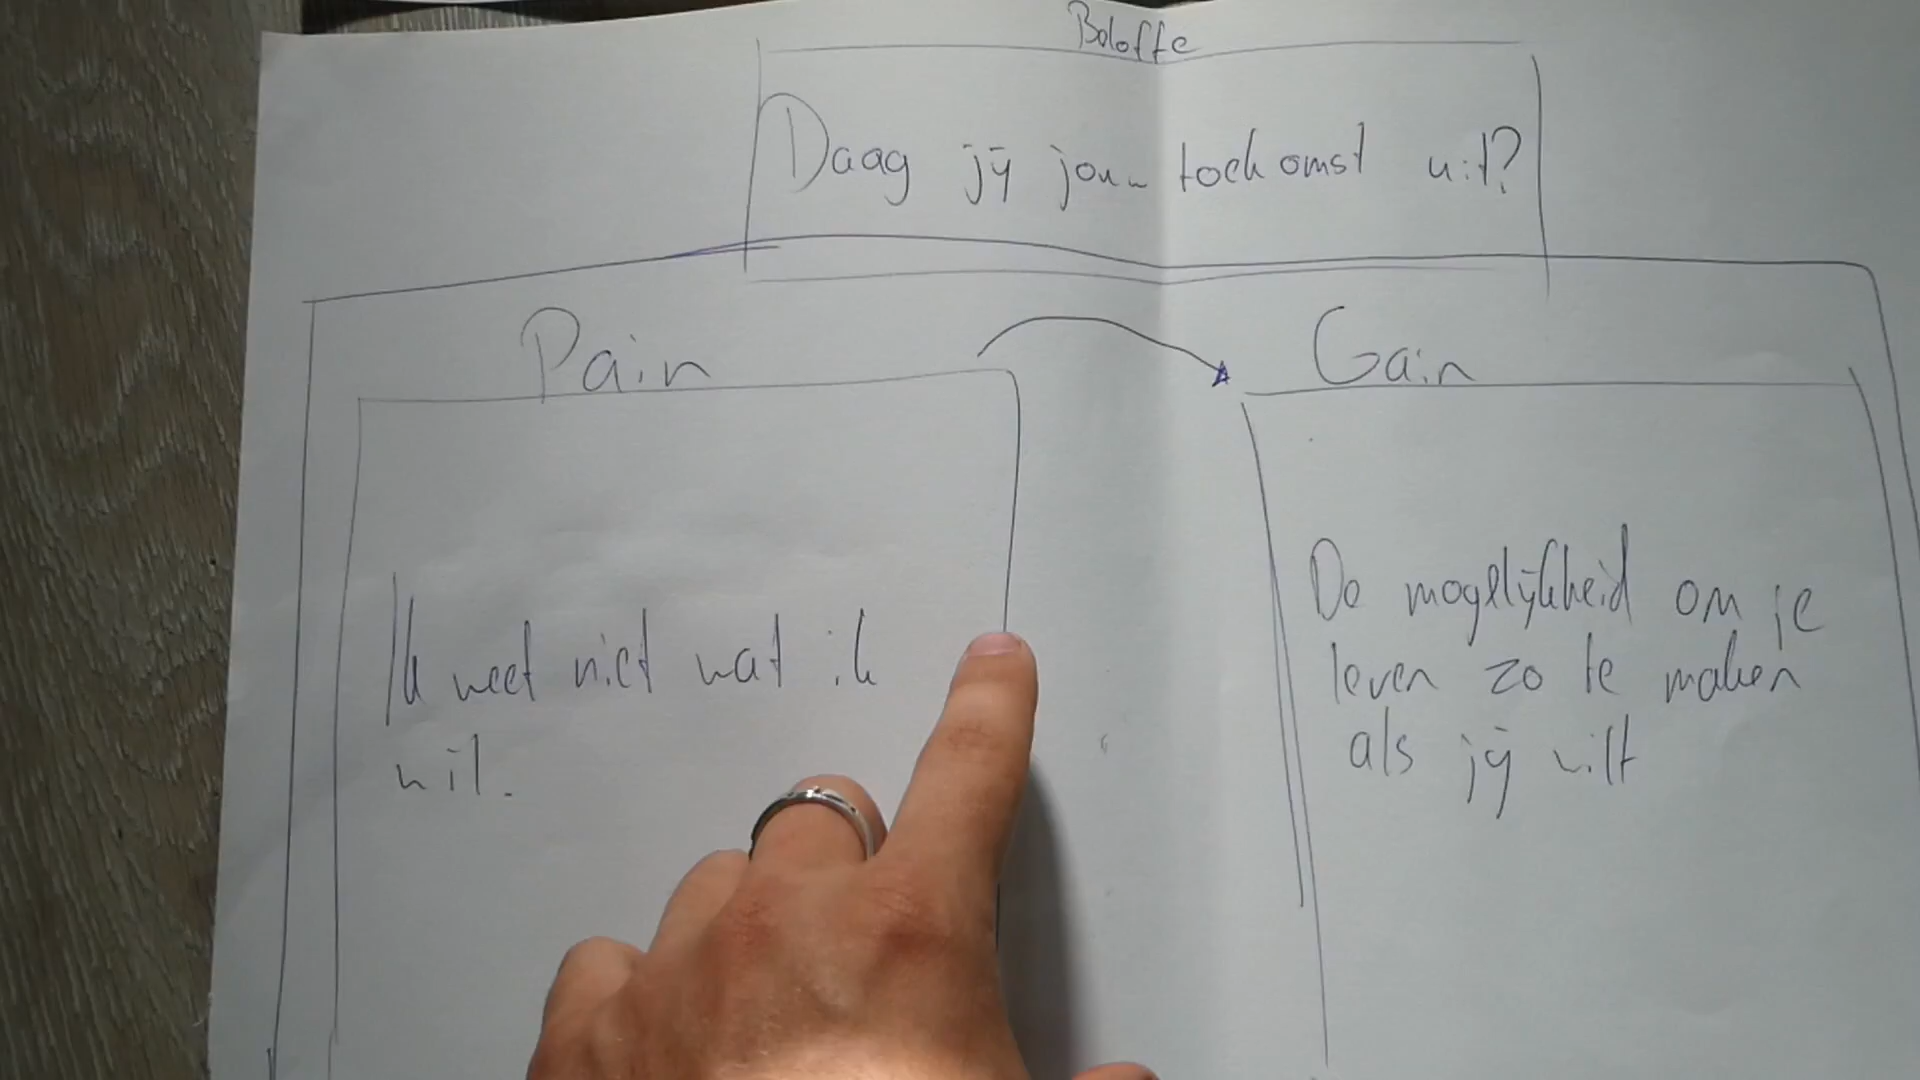 Boloffe
Daag jij jouw toekomst uit?
Pain
Gain
Ik weet niet wat ik
wil.
De mogelijkheid om je
leven zo te maken
als jij wilt